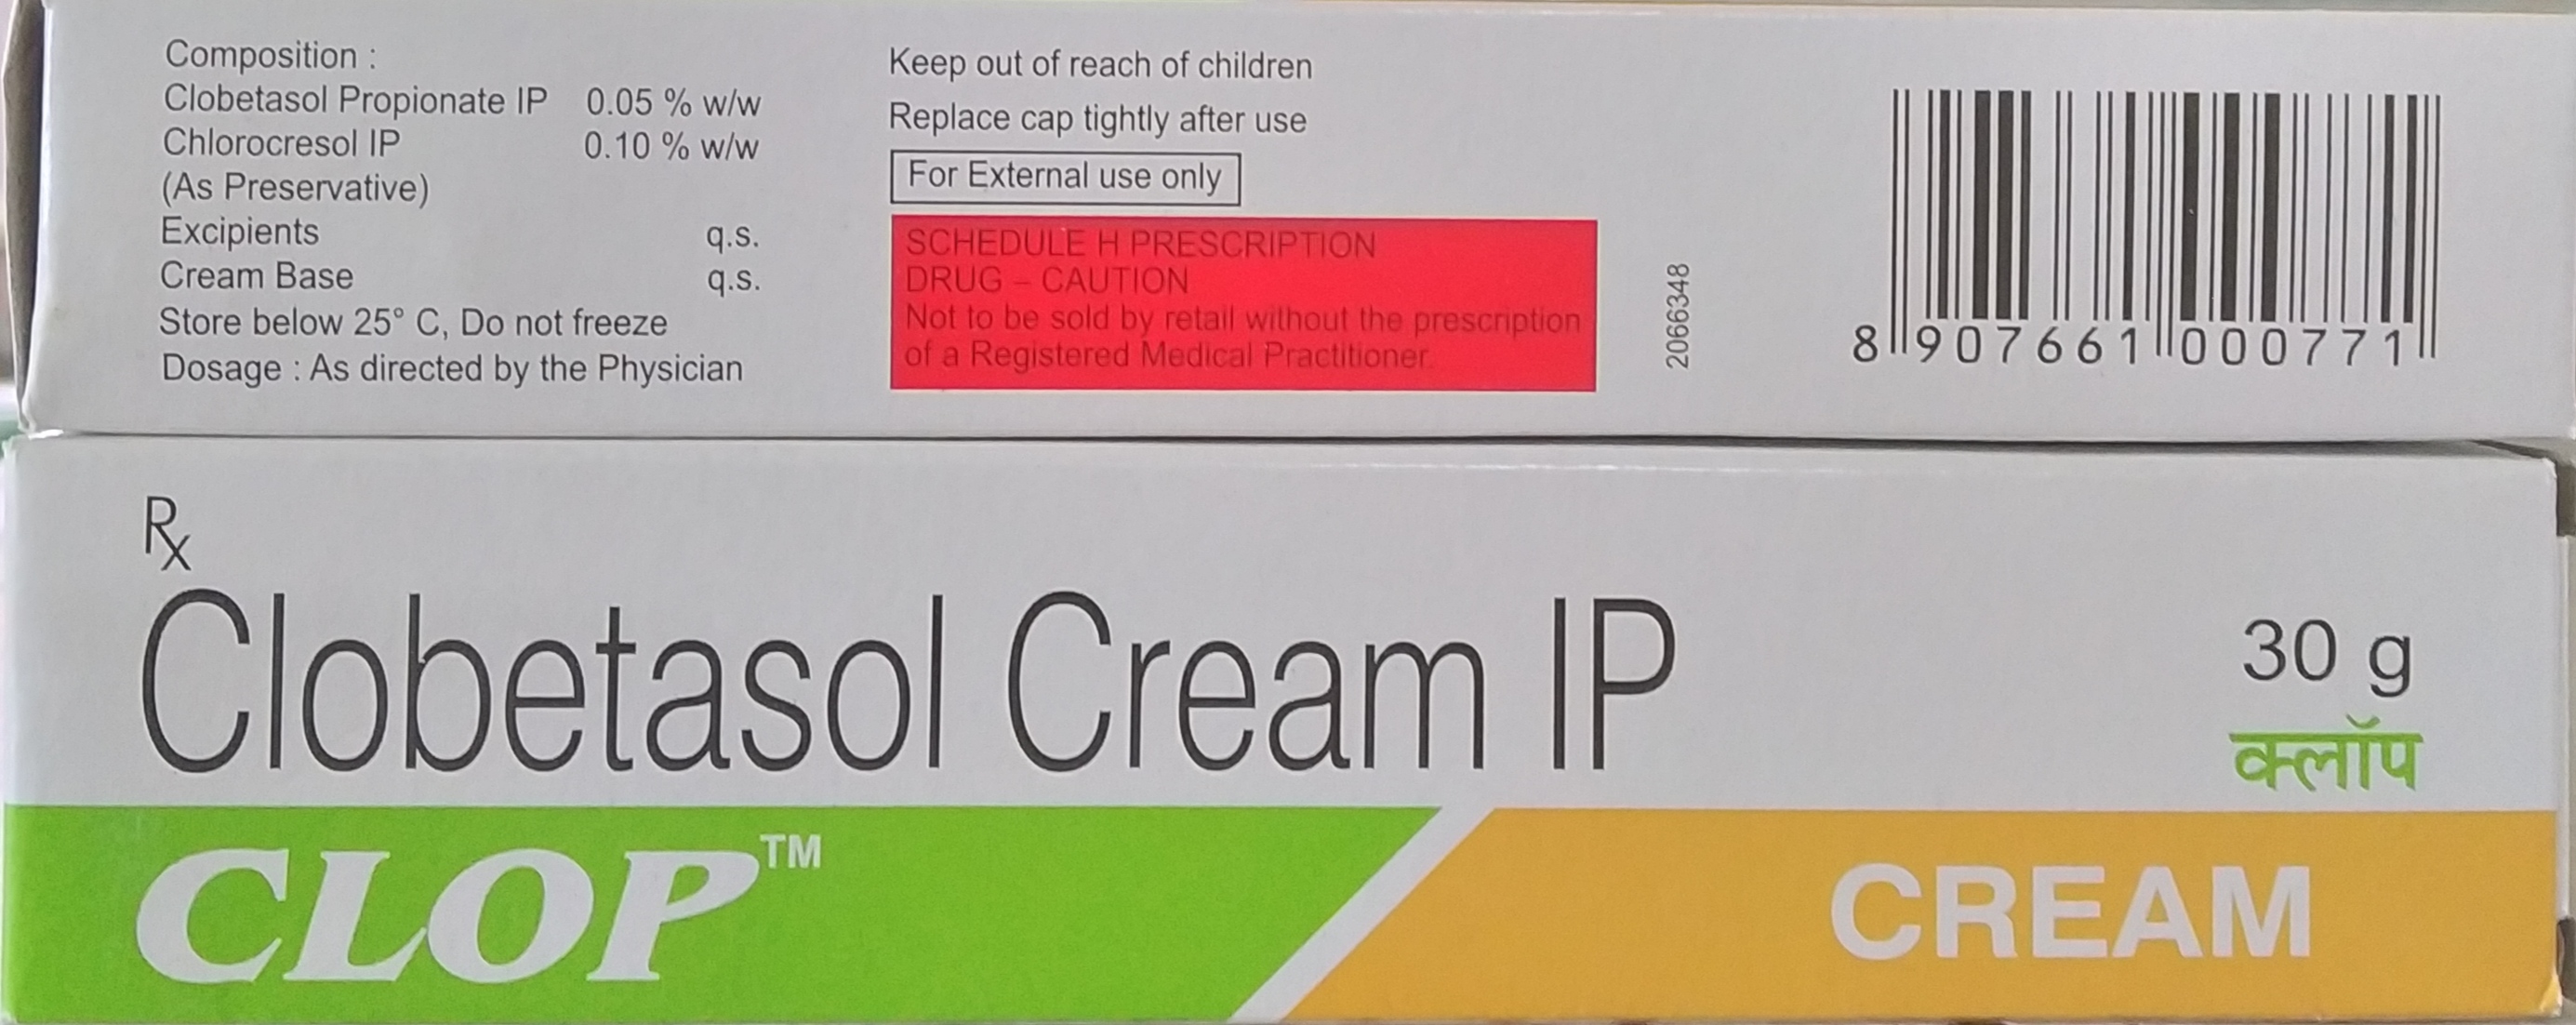 Composition :
Clobetasol Propionate IP 0.05 % w/w
Chlorocresol IP 0.10 % w/w
(As Preservative)
Excipients q.s.
Cream Base q.s.
Store below 25° C, Do not freeze
Dosage : As directed by the Physician
Keep out of reach of children
Replace cap tightly after use
For External use only
SCHEDULE H PRESCRIPTION
DRUG – CAUTION
Not to be sold by retail without the prescription
of a Registered Medical Practitioner.
2066348
8 907661 000771
Rx
Clobetasol Cream IP
30 g
क्लॉप
CLOP™
CREAM